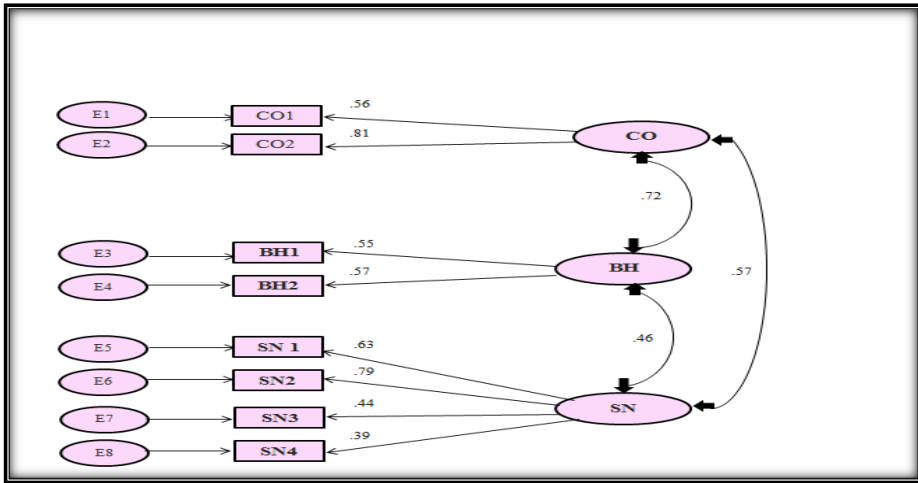 E1 CO1 .56 CO
E2 CO2 .81
.72
E3 BH1 .55 BH
E4 BH2 .57
.57
E5 SN 1 .63 .46
E6 SN2 .79
E7 SN3 .44 SN
E8 SN4 .39